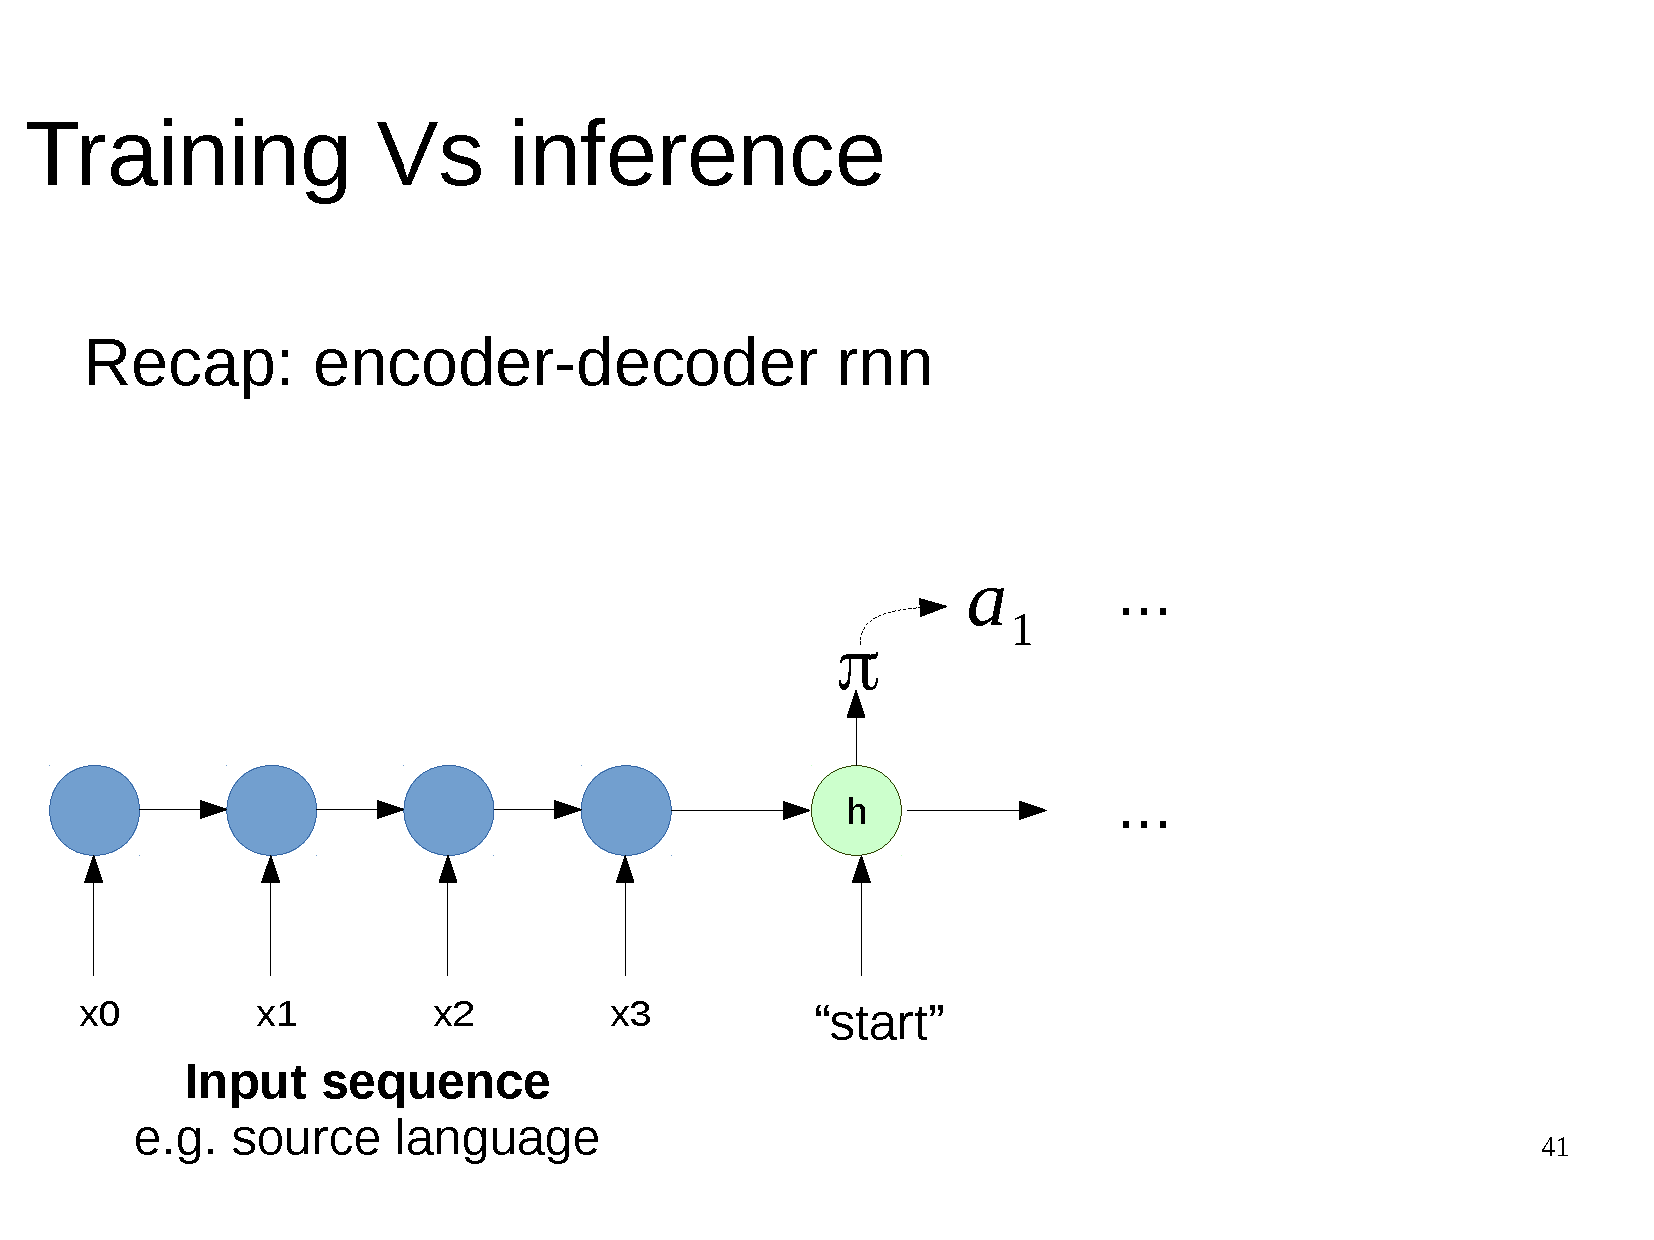 Training Vs inference
Recap: encoder-decoder rnn
a1 ...
π
h ...
x0 x1 x2 x3 “start”
Input sequence
e.g. source language
41